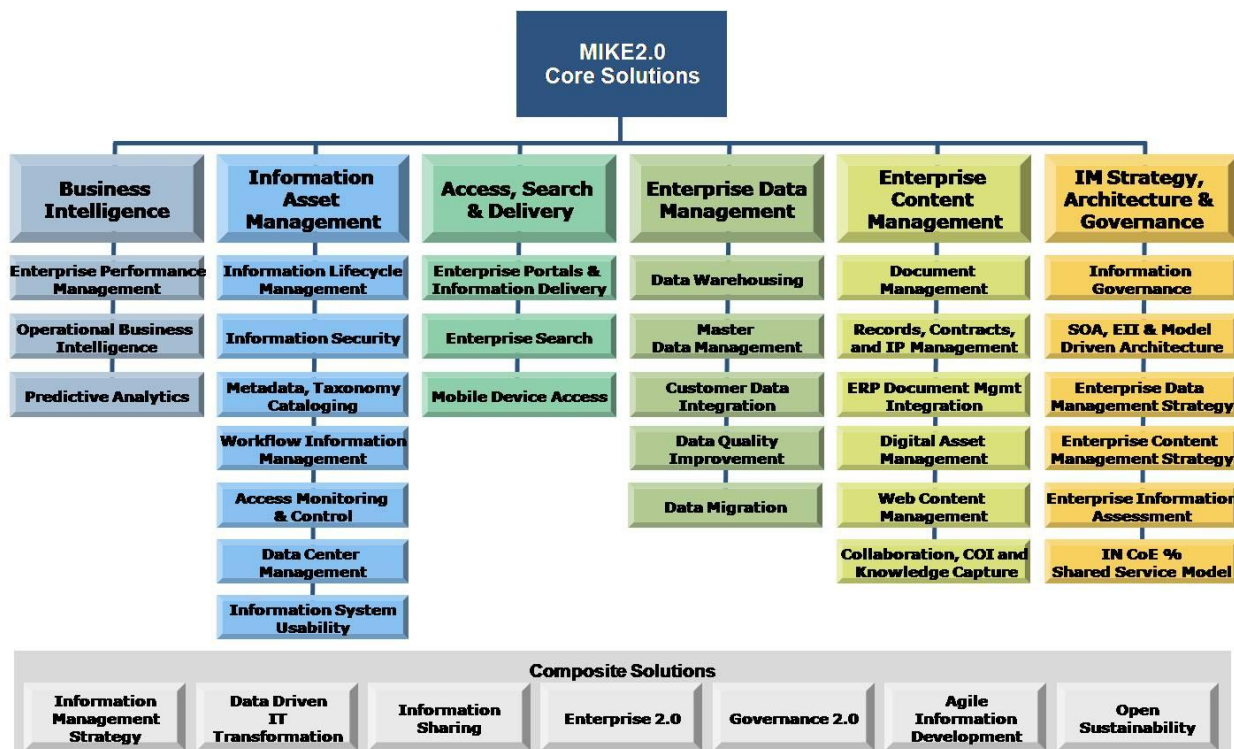 MIKE2.0
Core Solutions
Business
Intelligence
Enterprise Performance
Management
Operational Business
Intelligence
Predictive Analytics
Information
Asset
Management
Information Lifecycle
Management
Information Security
Metadata, Taxonomy
Cataloging
Workflow Information
Management
Access Monitoring
& Control
Data Center
Management
Information System
Usability
Access, Search
& Delivery
Enterprise Portals &
Information Delivery
Enterprise Search
Mobile Device Access
Enterprise Data
Management
Data Warehousing
Master
Data Management
Customer Data
Integration
Data Quality
Improvement
Data Migration
Enterprise
Content
Management
Document
Management
Records, Contracts,
and IP Management
ERP Document Mgmt
Integration
Digital Asset
Management
Web Content
Management
Collaboration, COI and
Knowledge Capture
IM Strategy,
Architecture &
Governance
Information
Governance
SOA, EII & Model
Driven Architecture
Enterprise Data
Management Strategy
Enterprise Content
Management Strategy
Enterprise Information
Assessment
IN CoE %
Shared Service Model
Composite Solutions
Information
Management
Strategy
Data Driven
IT
Transformation
Information
Sharing
Enterprise 2.0
Governance 2.0
Agile
Information
Development
Open
Sustainability